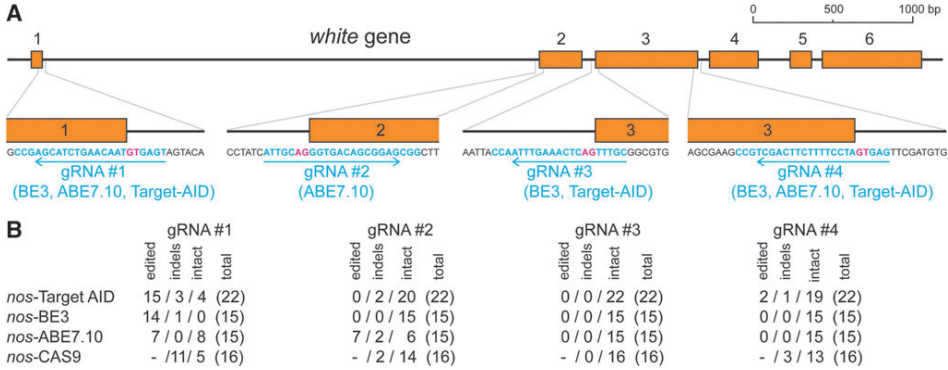 A
0 500 1000 bp
white gene
1 2 3 4 5 6
1 2 3 3
GCCGAGCATCTGAACAATGTGAGTAGTACA CCTATCATTGCAGGGTGACAGCGGAGCGGCTT AATTACCAATTTGAAACTCAGTTTGCGGCGTG AGCGAAGCCGTCGACTTCTTTTCCTAGTGAGTTCGATGTG
gRNA #1 gRNA #2 gRNA #3 gRNA #4
(BE3, ABE7.10, Target-AID) (ABE7.10) (BE3, Target-AID) (BE3, ABE7.10, Target-AID)
B
gRNA #1 gRNA #2 gRNA #3 gRNA #4
edited indels intact total edited indels intact total edited indels intact total edited indels intact total
nos-Target AID 15 / 3 / 4 (22) 0 / 2 / 20 (22) 0 / 0 / 22 (22) 2 / 1 / 19 (22)
nos-BE3 14 / 1 / 0 (15) 0 / 0 / 15 (15) 0 / 0 / 15 (15) 0 / 0 / 15 (15)
nos-ABE7.10 7 / 0 / 8 (15) 7 / 2 / 6 (15) 0 / 0 / 15 (15) 0 / 0 / 15 (15)
nos-CAS9 - /11/ 5 (16) - / 2 / 14 (16) - / 0 / 16 (16) - / 3 / 13 (16)